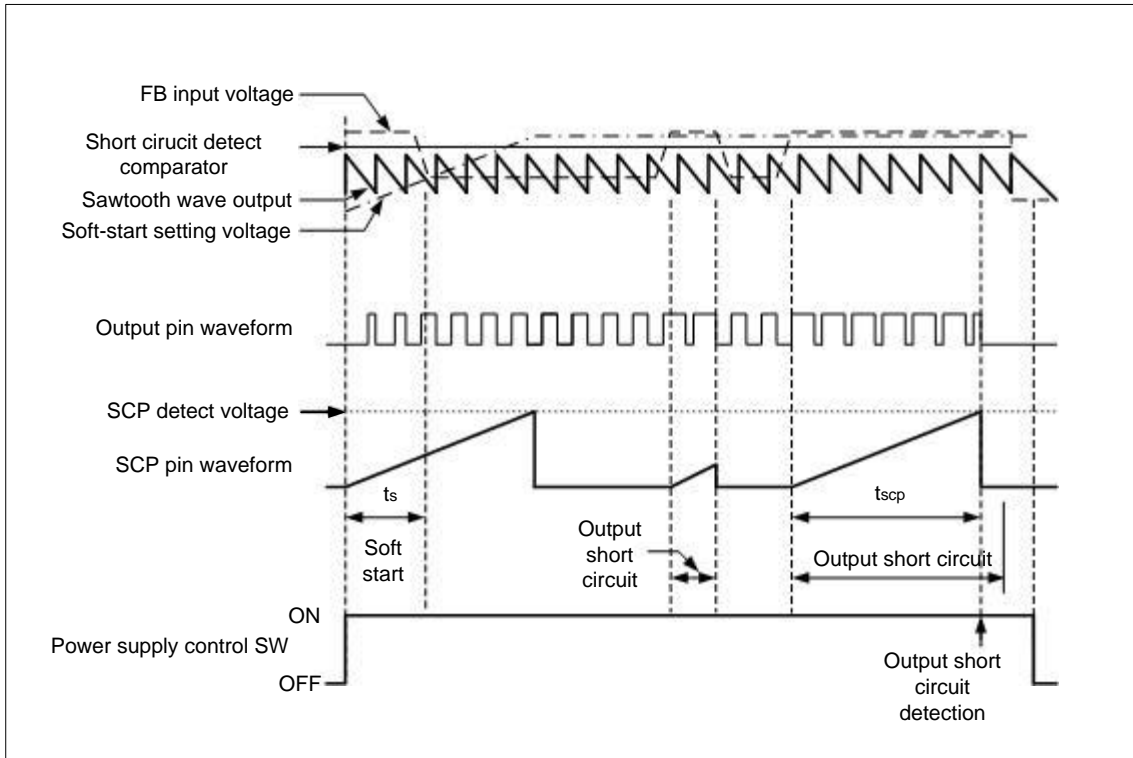 FB input voltage
Short cirucit detect
comparator
Sawtooth wave output
Soft-start setting voltage
Output pin waveform
SCP detect voltage
SCP pin waveform
ts
Soft
start
Output
short
circuit
tscp
Output short circuit
ON
Power supply control SW
OFF
Output short
circuit
detection